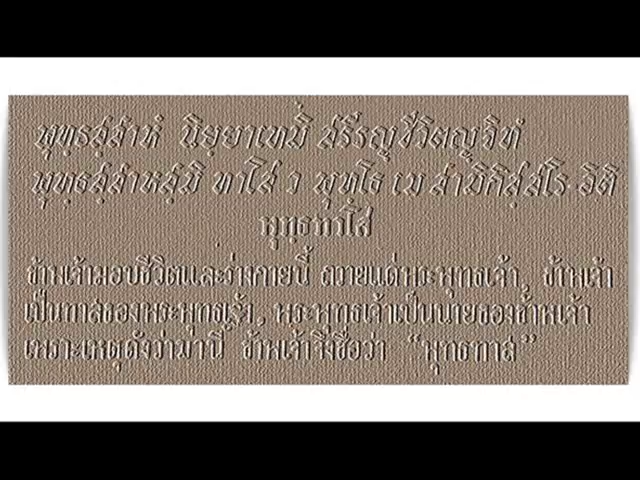 พุทฺธสฺสาหํ นิยฺยาเทมิ สรีรญฺชีวิตญฺจิทํ
พุทฺธสฺสาหสฺมิ ทาโส ว พุทฺโธ เม สามิกิสฺสโร อิติ
พุทฺธทาโส
ข้าพเจ้ามอบชีวิตและร่างกายนี้ ถวายแด่พระพุทธเจ้า, ข้าพเจ้า
เป็นทาสของพระพุทธเจ้า, พระพุทธเจ้าเป็นนายของข้าพเจ้า
เพราะเหตุดังว่ามานี้ ข้าพเจ้าจึงชื่อว่า “พุทธทาส”